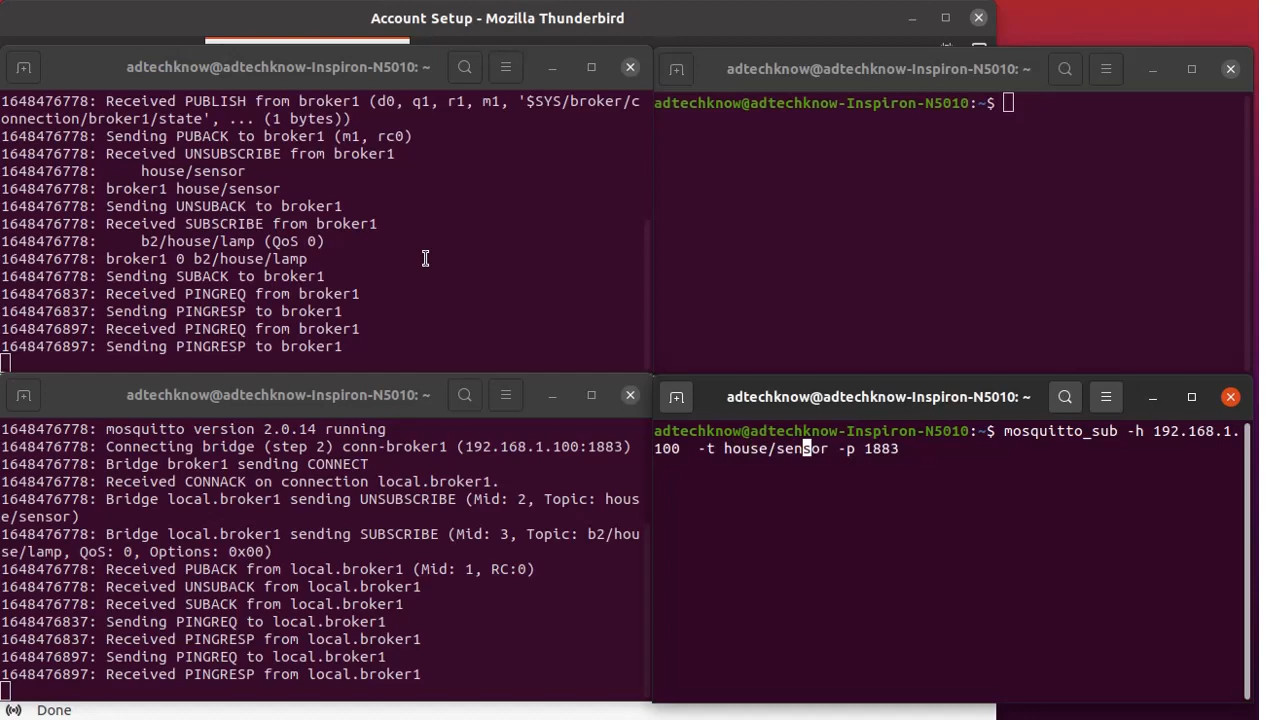 Account Setup - Mozilla Thunderbird
adtechknow@adtechknow-Inspiron-N5010: ~
1648476778: Received PUBLISH from broker1 (d0, q1, r1, m1, '$SYS/broker/c
onnection/broker1/state', ... (1 bytes))
1648476778: Sending PUBACK to broker1 (m1, rc0)
1648476778: Received UNSUBSCRIBE from broker1
1648476778:     house/sensor
1648476778: broker1 house/sensor
1648476778: Sending UNSUBACK to broker1
1648476778: Received SUBSCRIBE from broker1
1648476778:     b2/house/lamp (QoS 0)
1648476778: broker1 0 b2/house/lamp
1648476778: Sending SUBACK to broker1
1648476837: Received PINGREQ from broker1
1648476837: Sending PINGRESP to broker1
1648476897: Received PINGREQ from broker1
1648476897: Sending PINGRESP to broker1
adtechknow@adtechknow-Inspiron-N5010: ~
adtechknow@adtechknow-Inspiron-N5010:~$
adtechknow@adtechknow-Inspiron-N5010: ~
1648476778: mosquitto version 2.0.14 running
1648476778: Connecting bridge (step 2) conn-broker1 (192.168.1.100:1883)
1648476778: Bridge broker1 sending CONNECT
1648476778: Received CONNACK on connection local.broker1.
1648476778: Bridge local.broker1 sending UNSUBSCRIBE (Mid: 2, Topic: hous
e/sensor)
1648476778: Bridge local.broker1 sending SUBSCRIBE (Mid: 3, Topic: b2/hou
se/lamp, QoS: 0, Options: 0x00)
1648476778: Received PUBACK from local.broker1 (Mid: 1, RC:0)
1648476778: Received UNSUBACK from local.broker1
1648476778: Received SUBACK from local.broker1
1648476837: Sending PINGREQ to local.broker1
1648476837: Received PINGRESP from local.broker1
1648476897: Sending PINGREQ to local.broker1
1648476897: Received PINGRESP from local.broker1
adtechknow@adtechknow-Inspiron-N5010: ~
adtechknow@adtechknow-Inspiron-N5010:~$ mosquitto_sub -h 192.168.1.
100  -t house/sensor -p 1883
Done